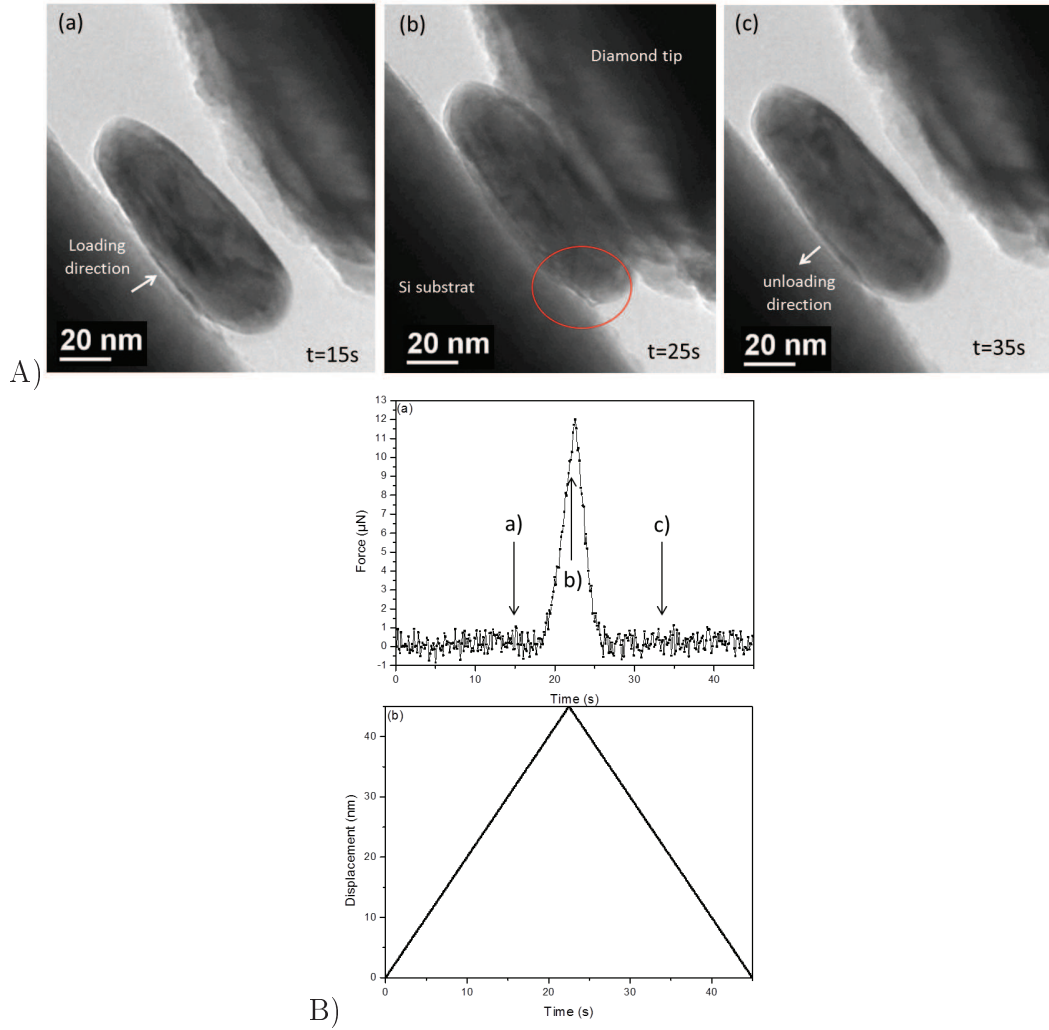 (a)
Loading
direction
20 nm
t=15s
(b)
Diamond tip
Si substrat
20 nm
t=25s
(c)
unloading
direction
20 nm
t=35s
A)
(a)
13
12
11
10
9
8
7
6
5
4
3
2
1
0
-1
Force (µN)
a)
b)
c)
0 10 20 30 40
Time (s)
(b)
40
30
20
10
0
Displacement (nm)
0 10 20 30 40
Time (s)
B)